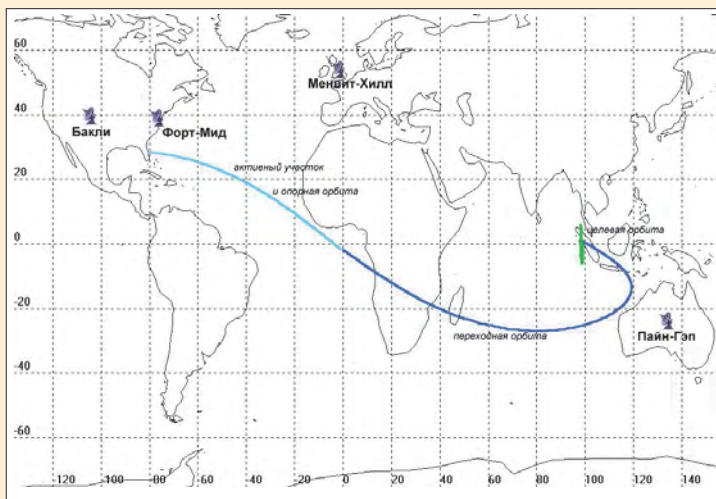 60
Менвит-Хилл
40
Бакли
Форт-Мид
активный участок
20
и опорная орбита
0
целевая орбита
-20
Пайн-Гэп
переходная орбита
-40
-60
-120 -100 -80 -60 -40 -20 0 20 40 60 80 100 120 140